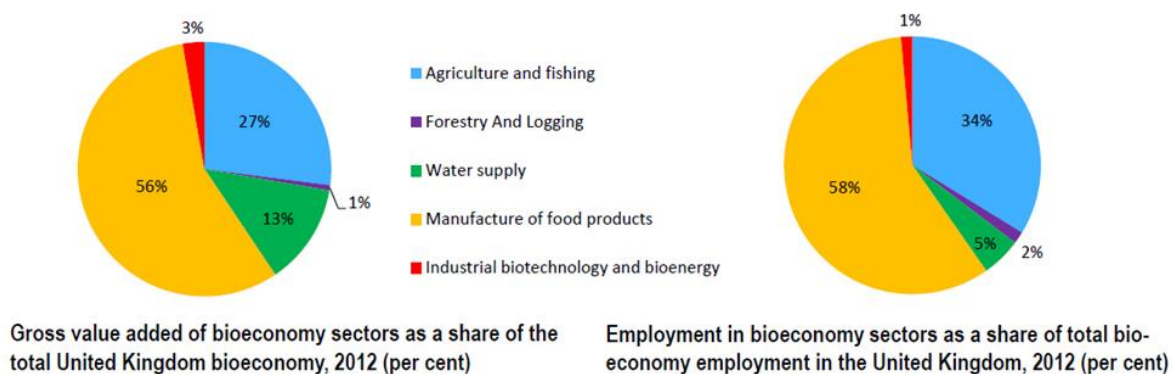 3%
27%
1%
13%
56%
Agriculture and fishing
Forestry And Logging
Water supply
Manufacture of food products
Industrial biotechnology and bioenergy
1%
34%
2%
5%
58%
Gross value added of bioeconomy sectors as a share of the
total United Kingdom bioeconomy, 2012 (per cent)
Employment in bioeconomy sectors as a share of total bio-
economy employment in the United Kingdom, 2012 (per cent)